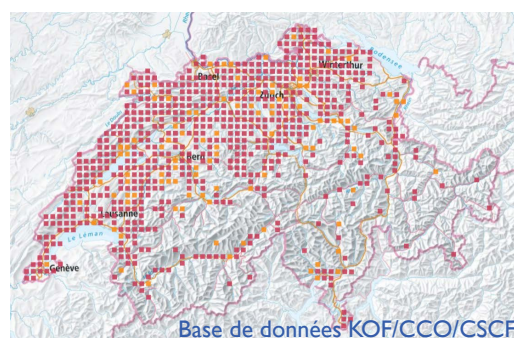 Bodensee
Winterthur
Basel
Zürich
Bern
Lausanne
Le Léman
Genève
Base de données KOF/CCO/CSCF